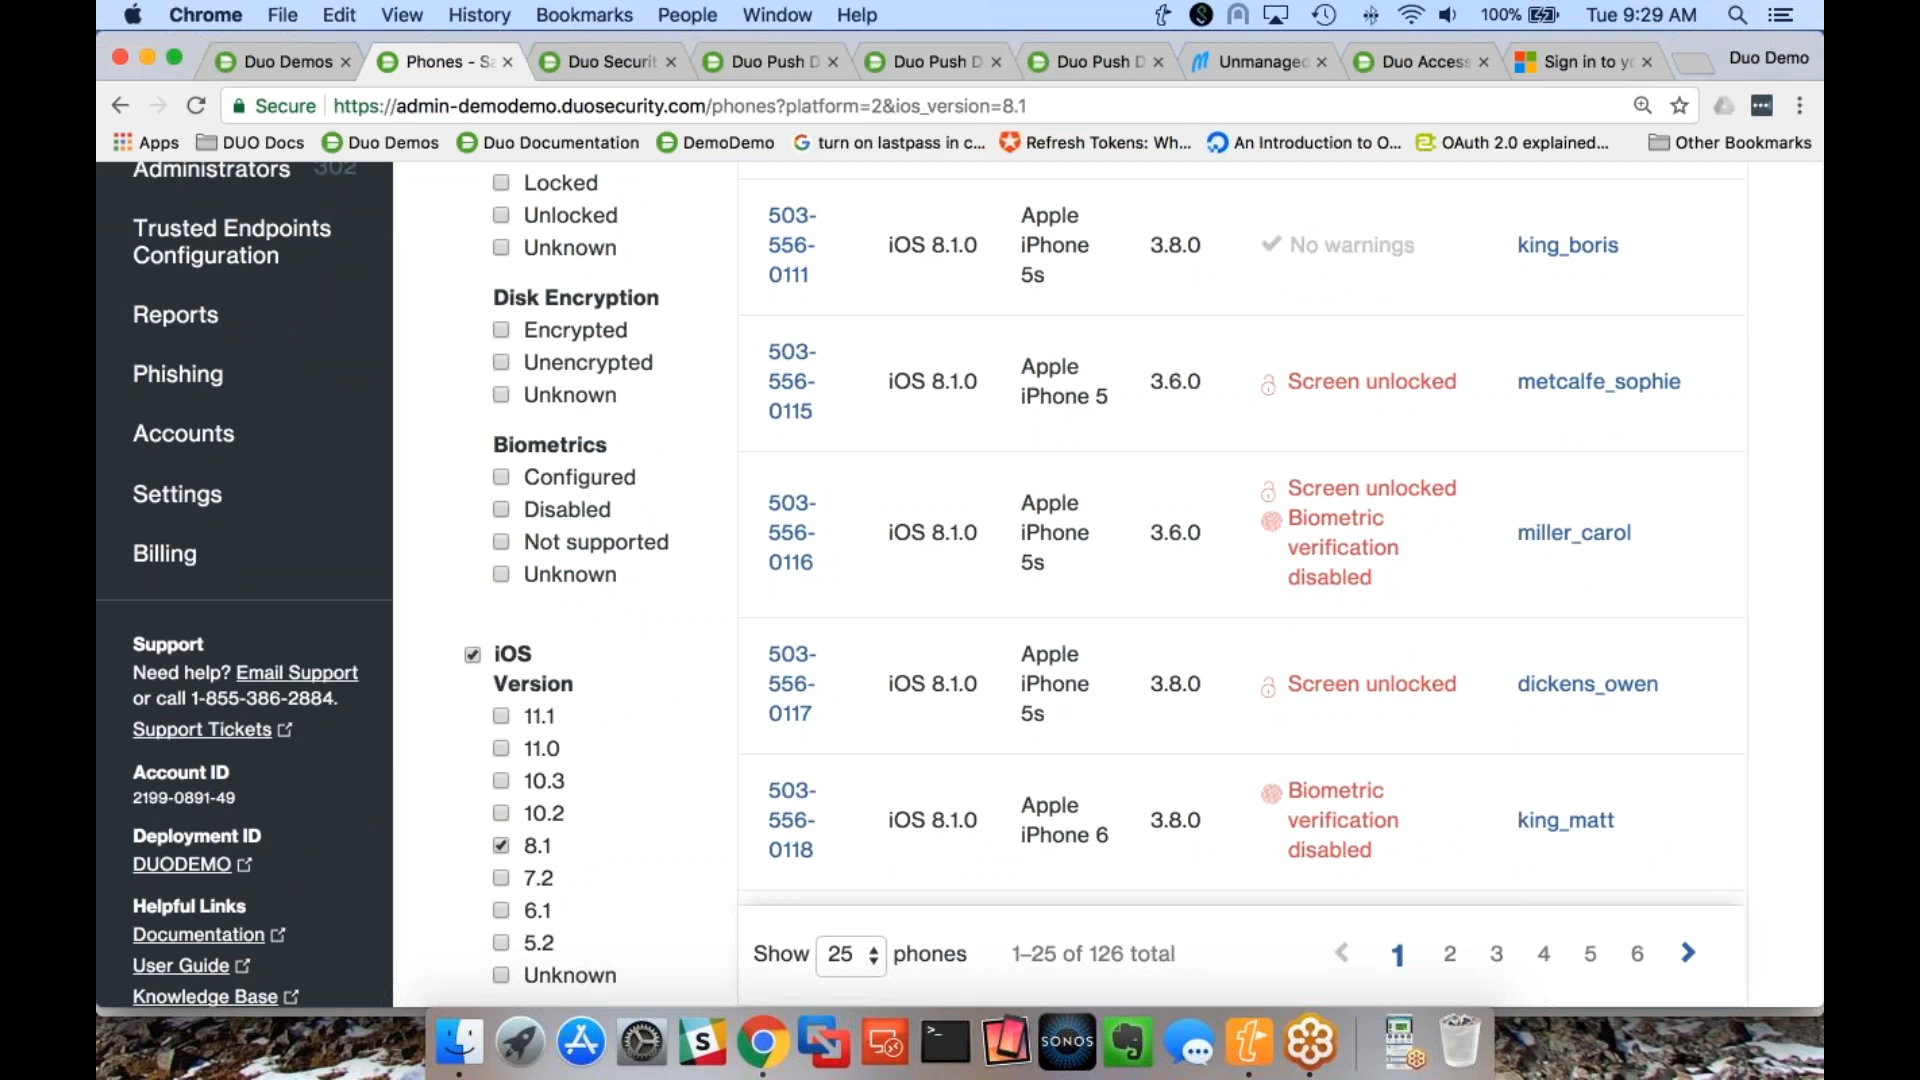 Chrome File Edit View History Bookmarks People Window Help 100% Tue 9:29 AM
Duo Demos Phones - Sa Duo Securit Duo Push D Duo Push D Duo Push D Unmanaged Duo Access Sign in to yo Duo Demo
Secure https://admin-demodemo.duosecurity.com/phones?platform=2&ios_version=8.1
Apps DUO Docs Duo Demos Duo Documentation DemoDemo turn on lastpass in c... Refresh Tokens: Wh... An Introduction to O... OAuth 2.0 explained... Other Bookmarks
Administrators 302
Trusted Endpoints
Configuration
Reports
Phishing
Accounts
Settings
Billing
Support
Need help? Email Support
or call 1-855-386-2884.
Support Tickets
Account ID
2199-0891-49
Deployment ID
DUODEMO
Helpful Links
Documentation
User Guide
Knowledge Base
Locked
Unlocked
Unknown
Disk Encryption
Encrypted
Unencrypted
Unknown
Biometrics
Configured
Disabled
Not supported
Unknown
iOS
Version
11.1
11.0
10.3
10.2
8.1
7.2
6.1
5.2
Unknown
503-
556-
0111
iOS 8.1.0
Apple
iPhone
5s
3.8.0
No warnings
king_boris
503-
556-
0115
iOS 8.1.0
Apple
iPhone 5
3.6.0
Screen unlocked
metcalfe_sophie
503-
556-
0116
iOS 8.1.0
Apple
iPhone
5s
3.6.0
Screen unlocked
Biometric
verification
disabled
miller_carol
503-
556-
0117
iOS 8.1.0
Apple
iPhone
5s
3.8.0
Screen unlocked
dickens_owen
503-
556-
0118
iOS 8.1.0
Apple
iPhone 6
3.8.0
Biometric
verification
disabled
king_matt
Show 25 phones 1–25 of 126 total 1 2 3 4 5 6
SONOS